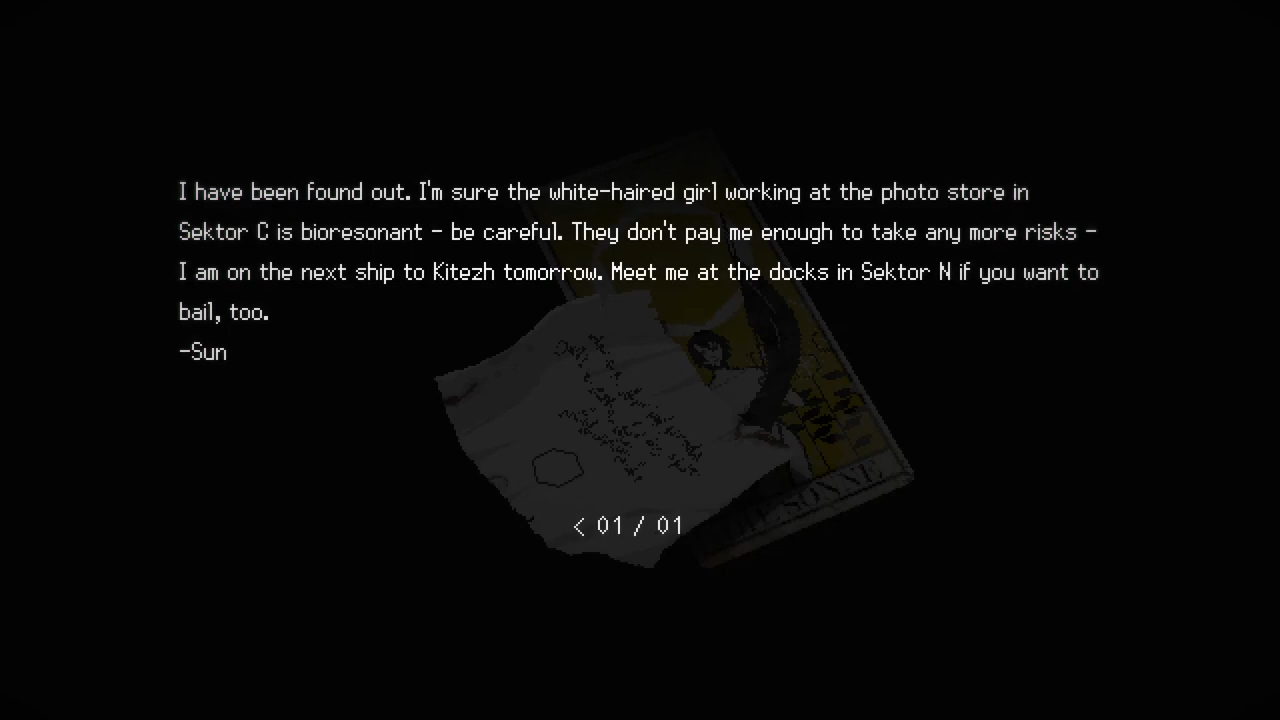 I have been found out. I'm sure the white-haired girl working at the photo store in
Sektor C is bioresonant - be careful. They don't pay me enough to take any more risks -
I am on the next ship to Kitezh tomorrow. Meet me at the docks in Sektor N if you want to
bail, too.
-Sun
SONNE
< 01 / 01